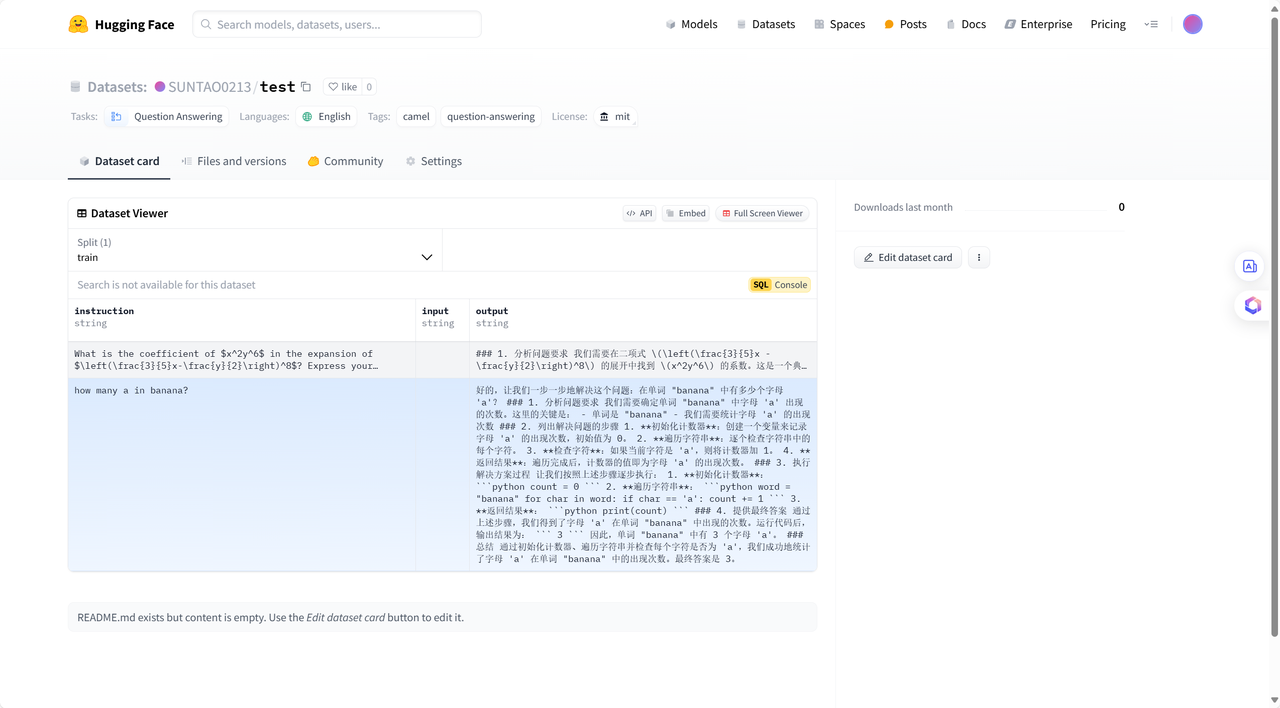 Hugging Face
Search models, datasets, users...
Models
Datasets
Spaces
Posts
Docs
Enterprise
Pricing
Datasets: SUNTAO0213/test
like 0
Tasks: Question Answering Languages: English Tags: camel question-answering License: mit
Dataset card
Files and versions
Community
Settings
Dataset Viewer
</> API
Embed
Full Screen Viewer
Split (1)
train
Search is not available for this dataset
SQL Console
instruction
string
input
string
output
string
What is the coefficient of $x^2y^6$ in the expansion of
$\left(\frac{3}{5}x-\frac{y}{2}\right)^8$? Express your…
### 1. 分析问题要求 我们需要在二项式 \(\left(\frac{3}{5}x -
\frac{y}{2}\right)^8\) 的展开中找到 \(x^2y^6\) 的系数。这是一个典…
how many a in banana?
好的，让我们一步一步地解决这个问题：在单词 "banana" 中有多少个字母
'a'？ ### 1. 分析问题要求 我们需要确定单词 "banana" 中字母 'a' 出现
的次数。这里的关键是： - 单词是 "banana" - 我们需要统计字母 'a' 的出现
次数 ### 2. 列出解决问题的步骤 1. **初始化计数器**：创建一个变量来记录
字母 'a' 的出现次数，初始值为 0。 2. **遍历字符串**：逐个检查字符串中的
每个字符。 3. **检查字符**：如果当前字符是 'a'，则将计数器加 1。 4. **
返回结果**：遍历完成后，计数器的值即为字母 'a' 的出现次数。 ### 3. 执行
解决方案过程 让我们按照上述步骤逐步执行： 1. **初始化计数器**：
```python count = 0 ``` 2. **遍历字符串**： ```python word =
"banana" for char in word: if char == 'a': count += 1 ``` 3.
**返回结果**： ```python print(count) ``` ### 4. 提供最终答案 通过
上述步骤，我们得到了字母 'a' 在单词 "banana" 中出现的次数。运行代码后，
输出结果为： ``` 3 ``` 因此，单词 "banana" 中有 3 个字母 'a'。 ###
总结 通过初始化计数器、遍历字符串并检查每个字符是否为 'a'，我们成功地统计
了字母 'a' 在单词 "banana" 中的出现次数。最终答案是 3。
README.md exists but content is empty. Use the Edit dataset card button to edit it.
Downloads last month
0
Edit dataset card